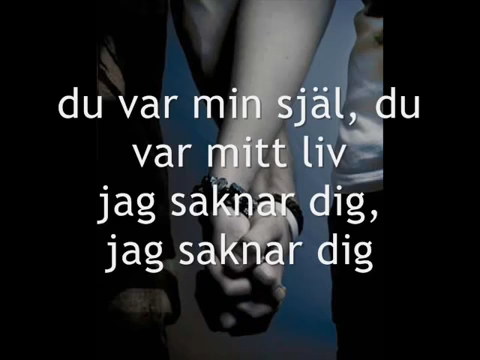 du var min själ, du
var mitt liv
jag saknar dig,
jag saknar dig